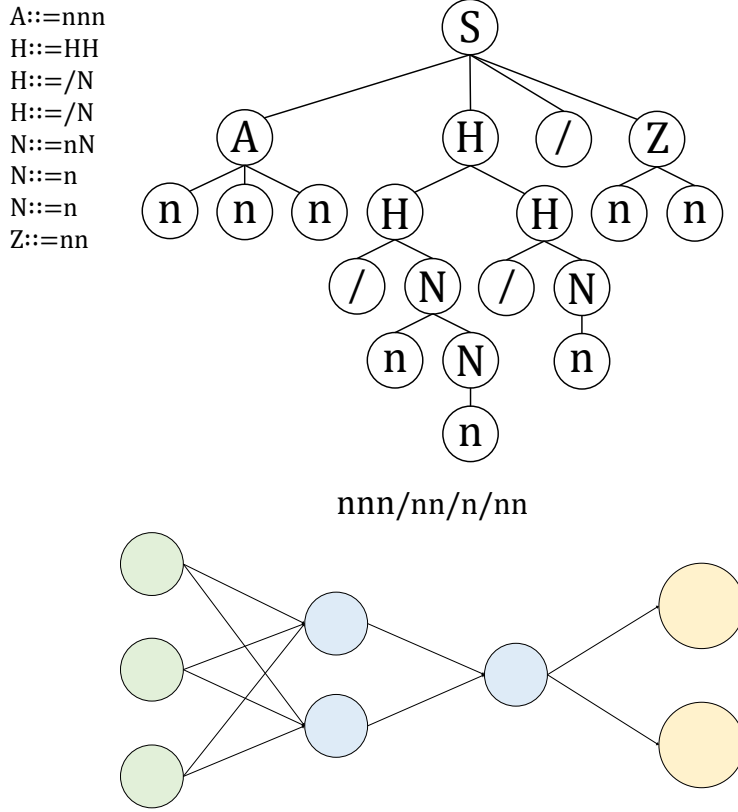 A::=nnn
H::=HH
H::=/N
H::=/N
N::=nN
N::=n
N::=n
Z::=nn
S
A H / Z
n n n H H n n
/ N / N
n N n
n
nnn/nn/n/nn